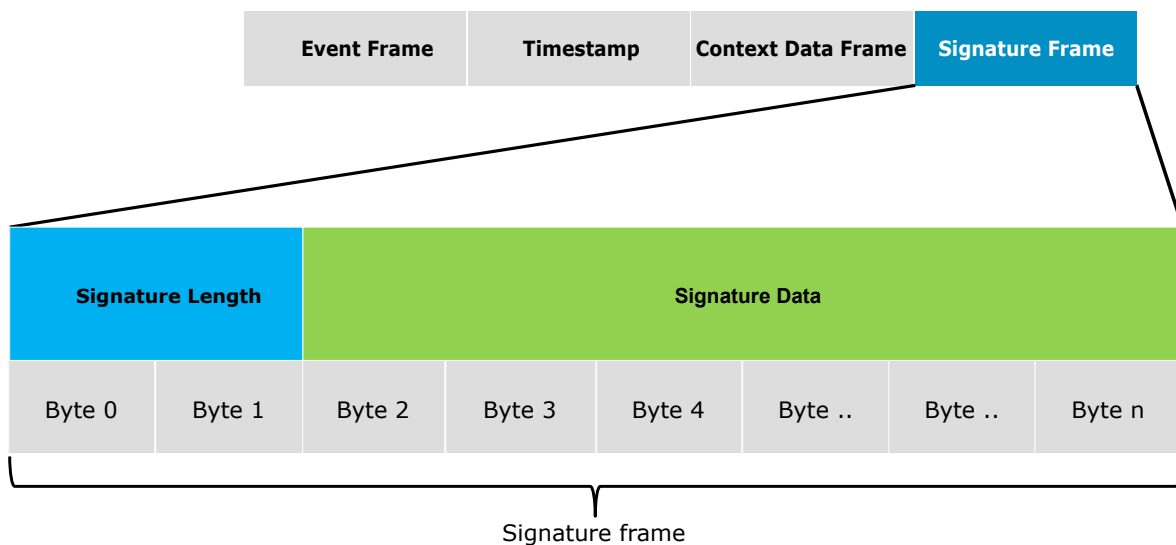 Event Frame Timestamp Context Data Frame Signature Frame
Signature Length Signature Data
Byte 0 Byte 1 Byte 2 Byte 3 Byte 4 Byte .. Byte .. Byte n
Signature frame